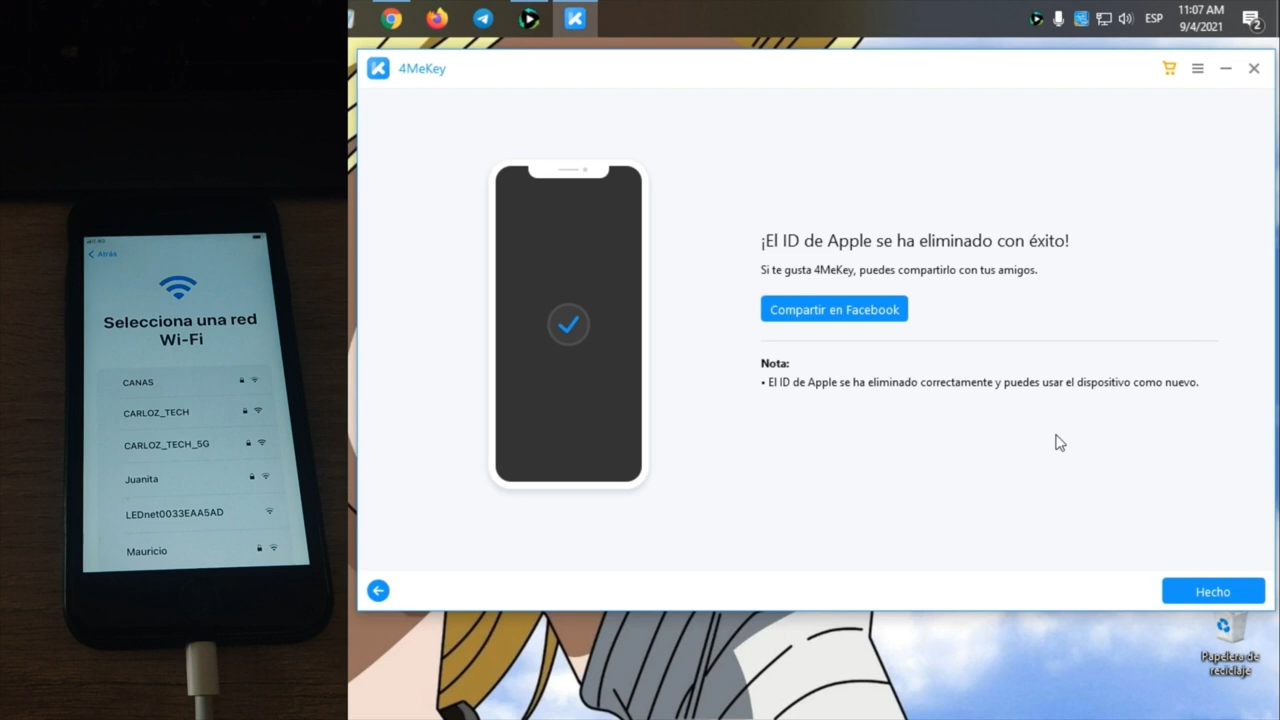 Atrás
Selecciona una red
Wi-Fi
CANAS
CARLOZ_TECH
CARLOZ_TECH_5G
Juanita
LEDnet0033EAA5AD
Mauricio
ESP
11:07 AM
9/4/2021
2
4MeKey
¡El ID de Apple se ha eliminado con éxito!
Si te gusta 4MeKey, puedes compartirlo con tus amigos.
Compartir en Facebook
Nota:
• El ID de Apple se ha eliminado correctamente y puedes usar el dispositivo como nuevo.
Hecho
Papelera de
reciclaje